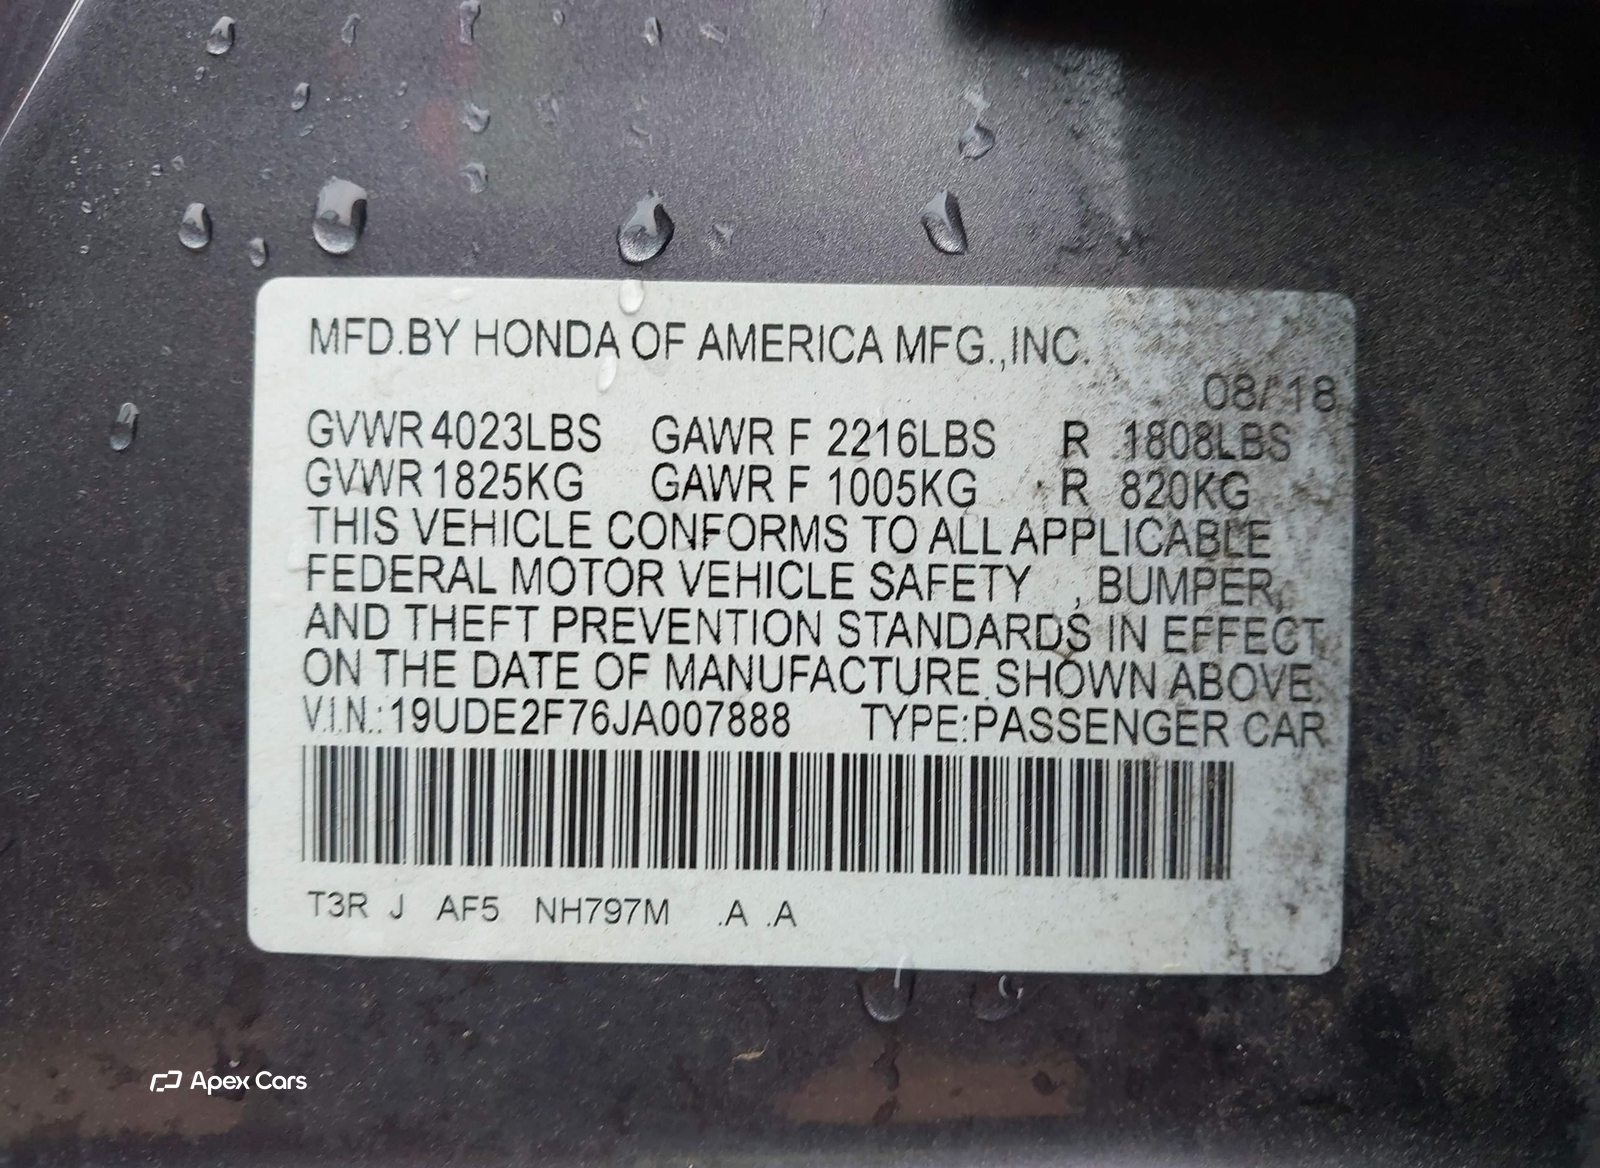 MFD.BY HONDA OF AMERICA MFG.,INC.
08/18
GVWR 4023LBS GAWR F 2216LBS R 1808LBS
GVWR 1825KG GAWR F 1005KG R 820KG
THIS VEHICLE CONFORMS TO ALL APPLICABLE
FEDERAL MOTOR VEHICLE SAFETY , BUMPER,
AND THEFT PREVENTION STANDARDS IN EFFECT
ON THE DATE OF MANUFACTURE SHOWN ABOVE.
V.I.N.: 19UDE2F76JA007888 TYPE:PASSENGER CAR
T3R J AF5 NH797M .A .A
Apex Cars